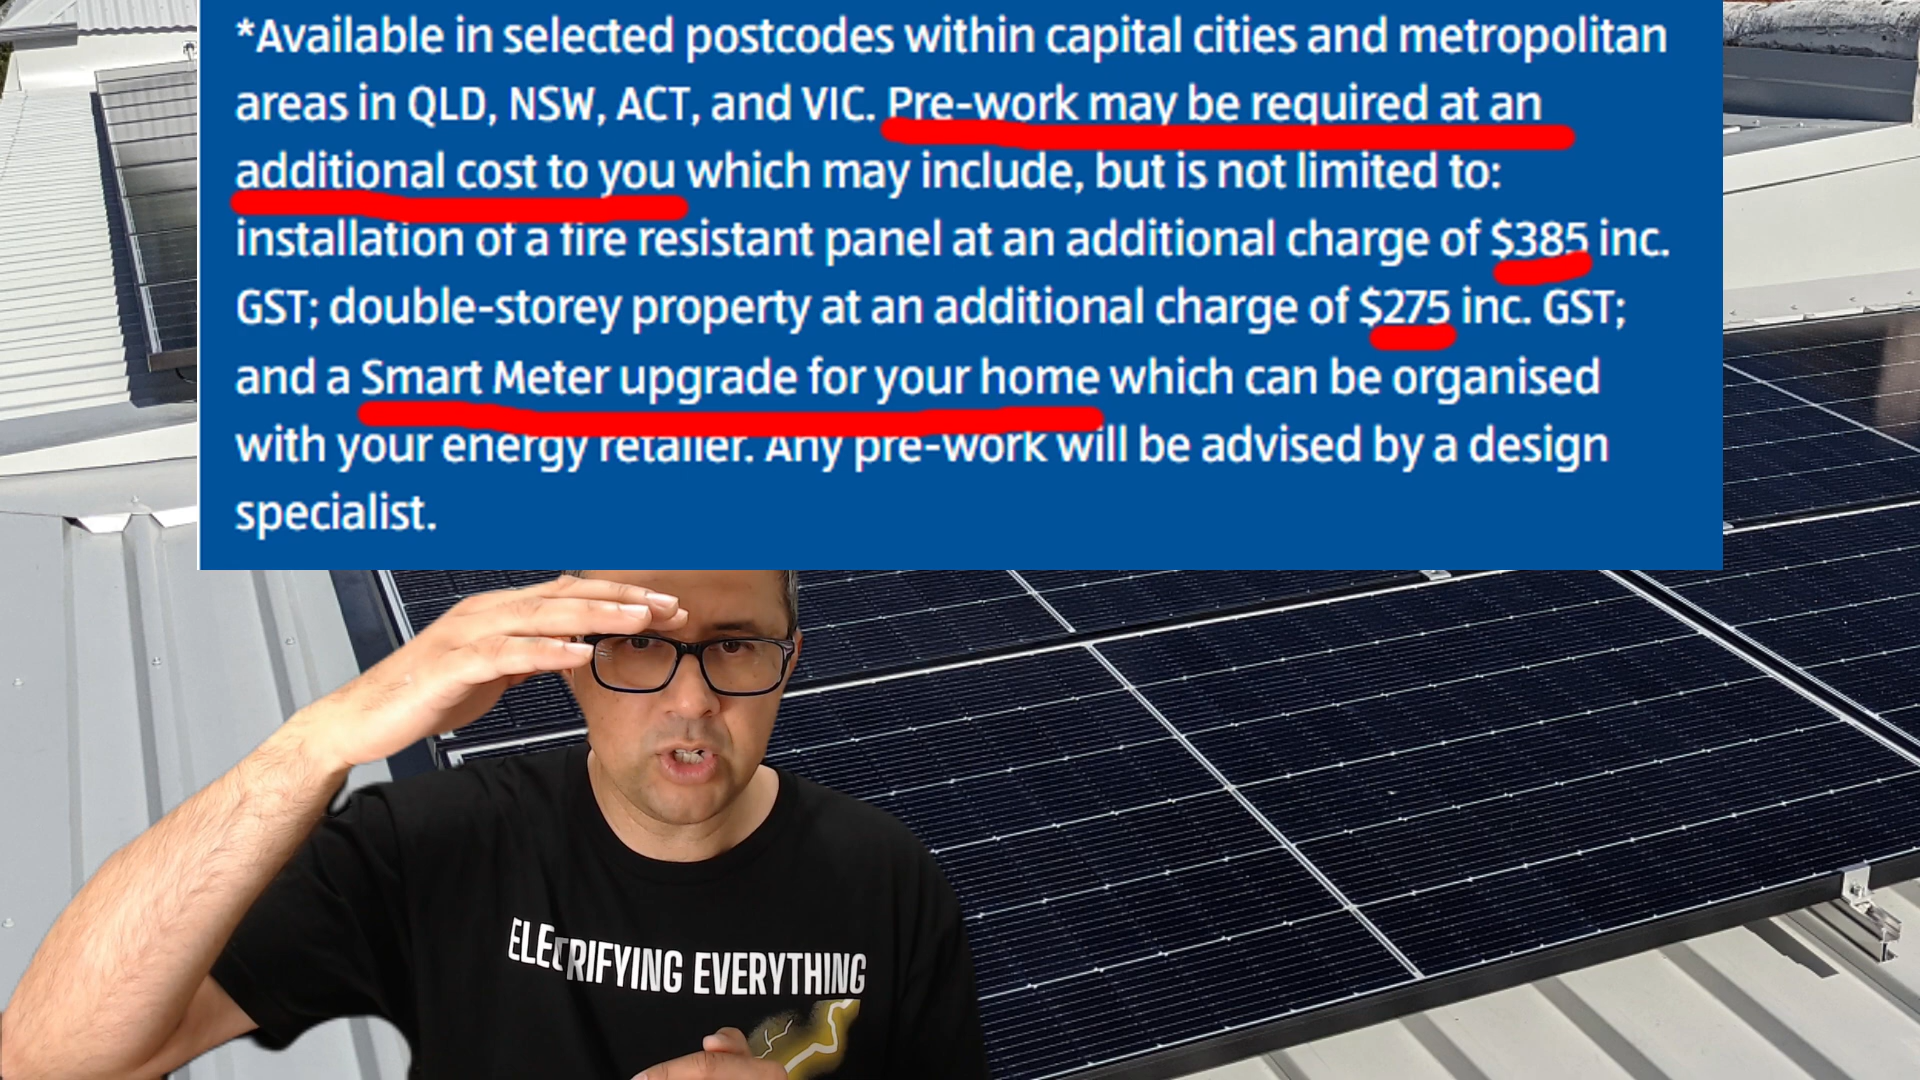 *Available in selected postcodes within capital cities and metropolitan
areas in QLD, NSW, ACT, and VIC. Pre-work may be required at an
additional cost to you which may include, but is not limited to:
installation of a fire resistant panel at an additional charge of $385 inc.
GST; double-storey property at an additional charge of $275 inc. GST;
and a Smart Meter upgrade for your home which can be organised
with your energy retailer. Any pre-work will be advised by a design
specialist.
ELECTRIFYING EVERYTHING